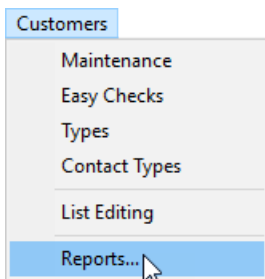 Customers
Maintenance
Easy Checks
Types
Contact Types
List Editing
Reports...